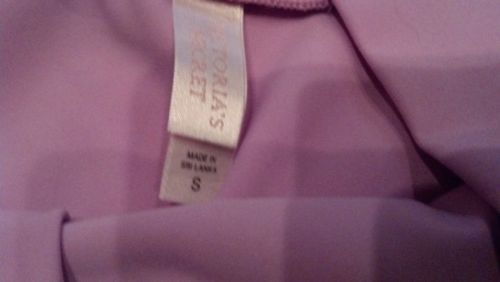 VICTORIA'S
SECRET
MADE IN
SRI LANKA
S